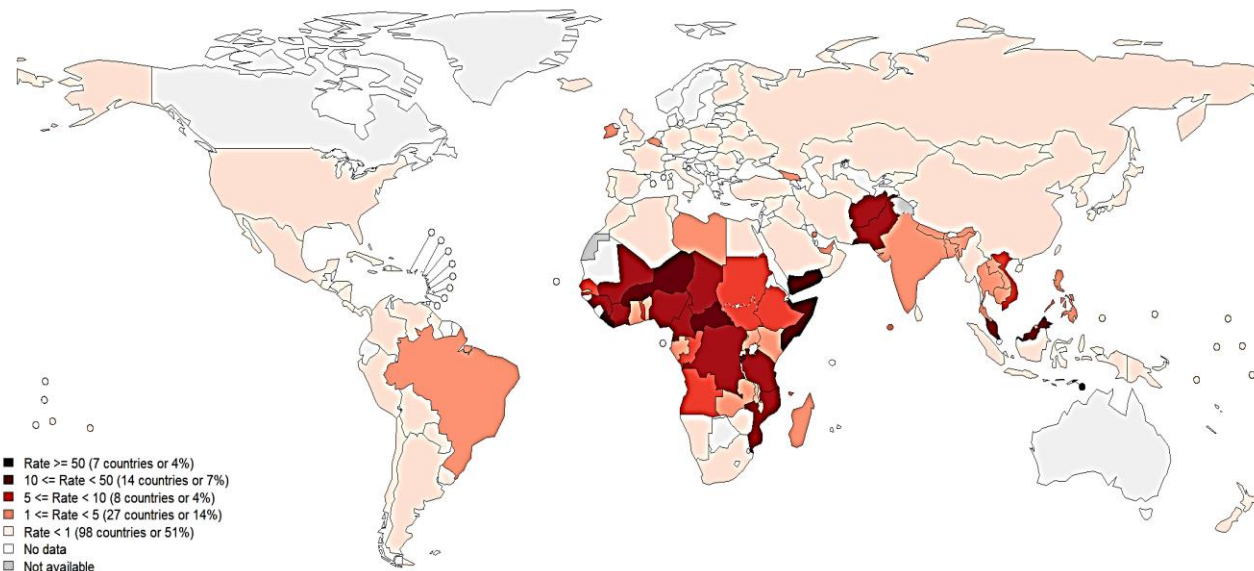 Rate >= 50 (7 countries or 4%)
10 <= Rate < 50 (14 countries or 7%)
5 <= Rate < 10 (8 countries or 4%)
1 <= Rate < 5 (27 countries or 14%)
Rate < 1 (98 countries or 51%)
No data
Not available